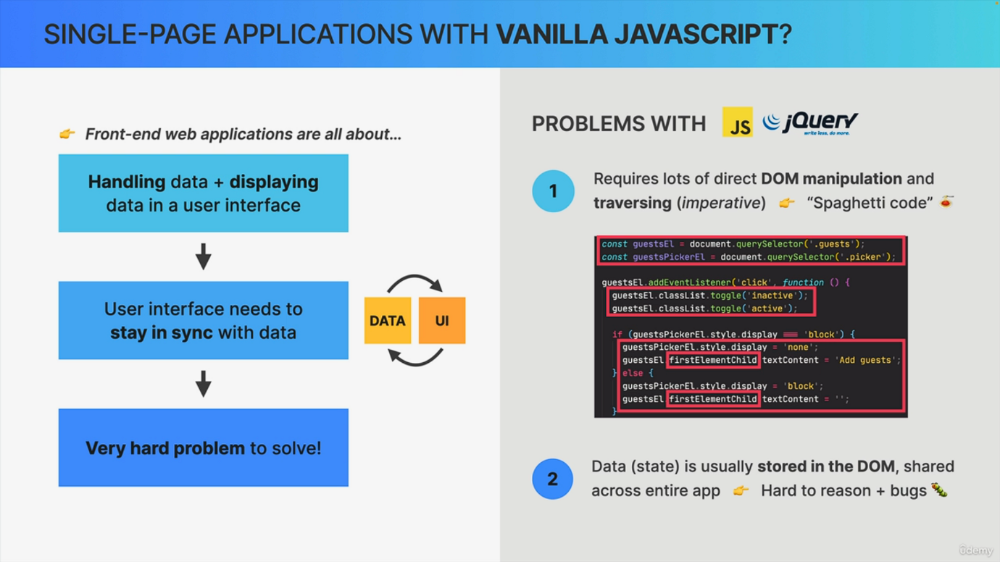 SINGLE-PAGE APPLICATIONS WITH VANILLA JAVASCRIPT?
👉 Front-end web applications are all about...
Handling data + displaying
data in a user interface
User interface needs to
stay in sync with data
DATA
UI
Very hard problem to solve!
PROBLEMS WITH
JS
jQuery
write less, do more.
1
Requires lots of direct DOM manipulation and
traversing (imperative) 👉 “Spaghetti code” 🍝
const guestsEl = document.querySelector('.guests');
const guestsPickerEl = document.querySelector('.picker');
guestsEl.addEventListener('click', function () {
guestsEl.classList.toggle('inactive');
guestsEl.classList.toggle('active');
if (guestsPickerEl.style.display === 'block') {
guestsPickerEl.style.display = 'none';
guestsEl.firstElementChild.textContent = 'Add guests';
} else {
guestsPickerEl.style.display = 'block';
guestsEl.firstElementChild.textContent = '';
}
2
Data (state) is usually stored in the DOM, shared
across entire app 👉 Hard to reason + bugs 🐛
Udemy